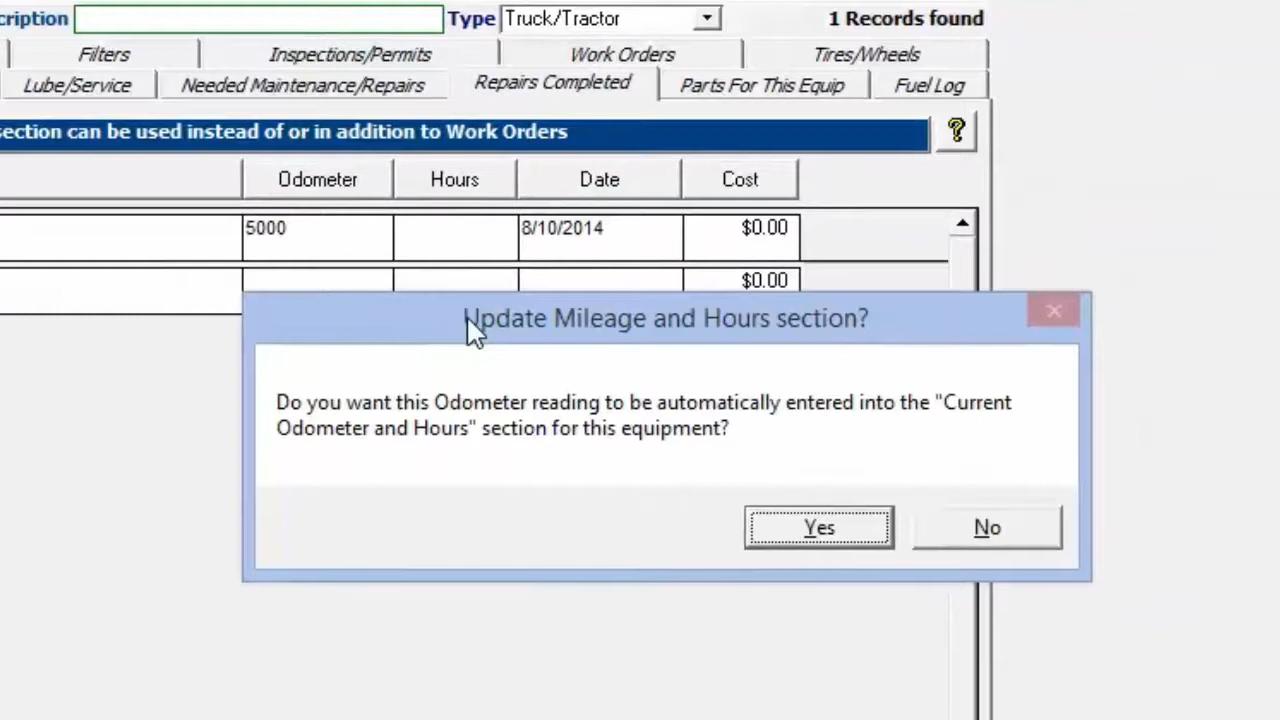 cription Type Truck/Tractor 1 Records found
Filters Inspections/Permits Work Orders Tires/Wheels
Lube/Service Needed Maintenance/Repairs Repairs Completed Parts For This Equip Fuel Log
section can be used instead of or in addition to Work Orders ?
Odometer Hours Date Cost
5000 8/10/2014 $0.00
$0.00
Update Mileage and Hours section?
Do you want this Odometer reading to be automatically entered into the "Current
Odometer and Hours" section for this equipment?
Yes No